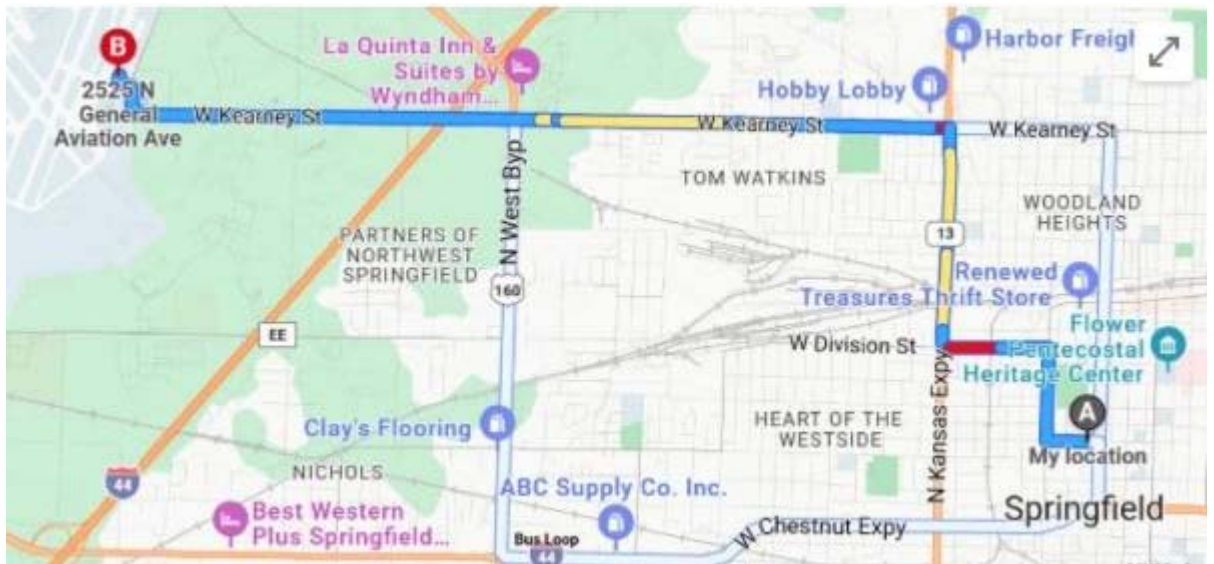 B
2525 N
General
Aviation Ave
W Kearney St
La Quinta Inn &
Suites by
Wyndham...
Harbor Freig
Hobby Lobby
W Kearney St
W Kearney St
TOM WATKINS
WOODLAND
HEIGHTS
N West Byp
PARTNERS OF
NORTHWEST
SPRINGFIELD
160
13
Renewed
Treasures Thrift Store
EE
W Division St
Flower
Pentecostal
Heritage Center
N Kansas Expy
A
My location
Clay's Flooring
HEART OF THE
WESTSIDE
NICHOLS
44
ABC Supply Co. Inc.
Springfield
Best Western
Plus Springfield...
W Chestnut Expy
Bus Loop
44